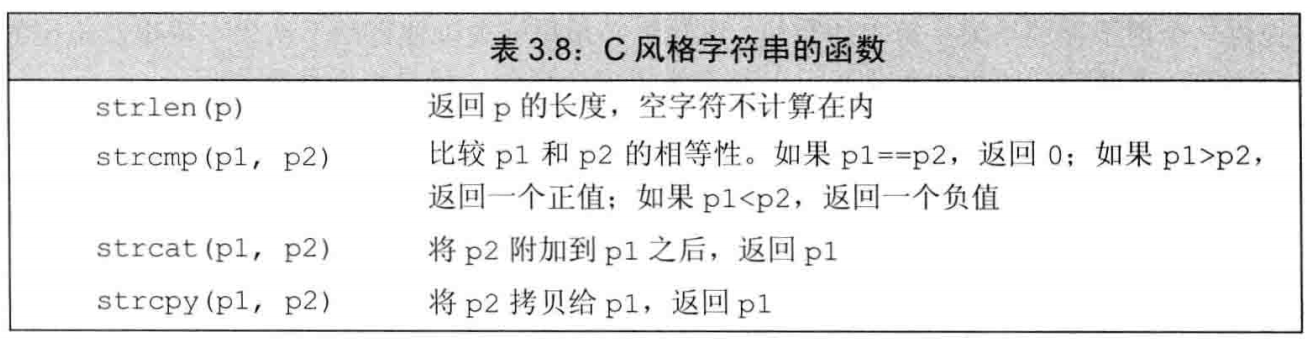 表 3.8：C 风格字符串的函数
strlen(p) 返回 p 的长度，空字符不计算在内
strcmp(p1, p2) 比较 p1 和 p2 的相等性。如果 p1==p2，返回 0；如果 p1>p2，
返回一个正值；如果 p1<p2，返回一个负值
strcat(p1, p2) 将 p2 附加到 p1 之后，返回 p1
strcpy(p1, p2) 将 p2 拷贝给 p1，返回 p1